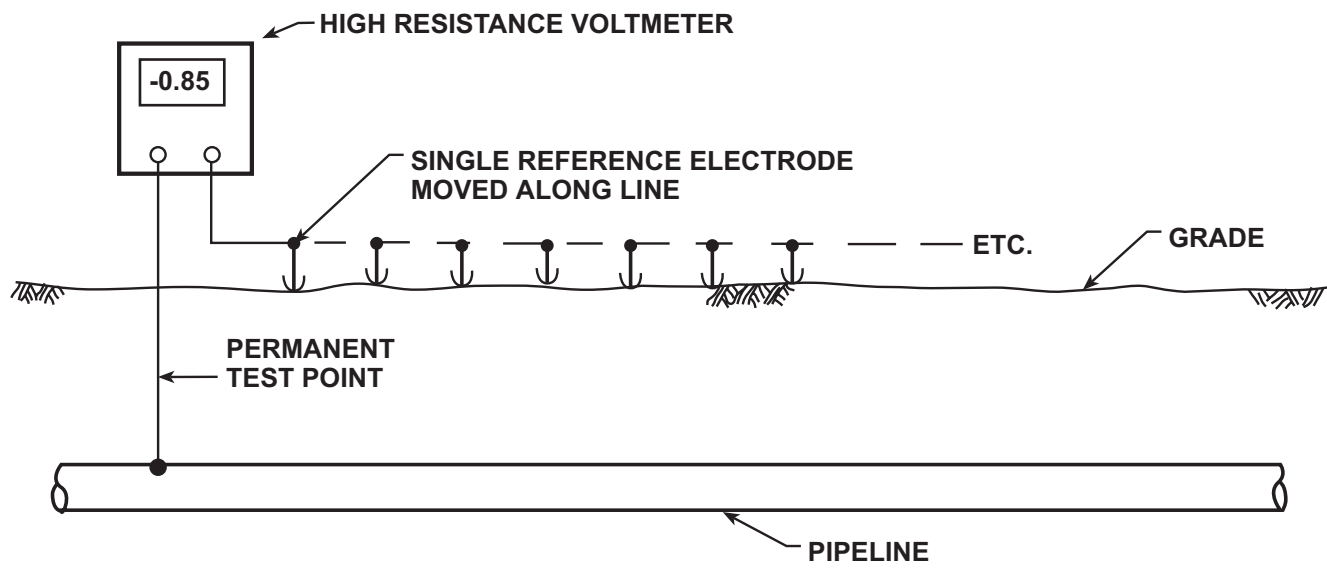 HIGH RESISTANCE VOLTMETER
-0.85
SINGLE REFERENCE ELECTRODE
MOVED ALONG LINE
ETC.
GRADE
PERMANENT
TEST POINT
PIPELINE